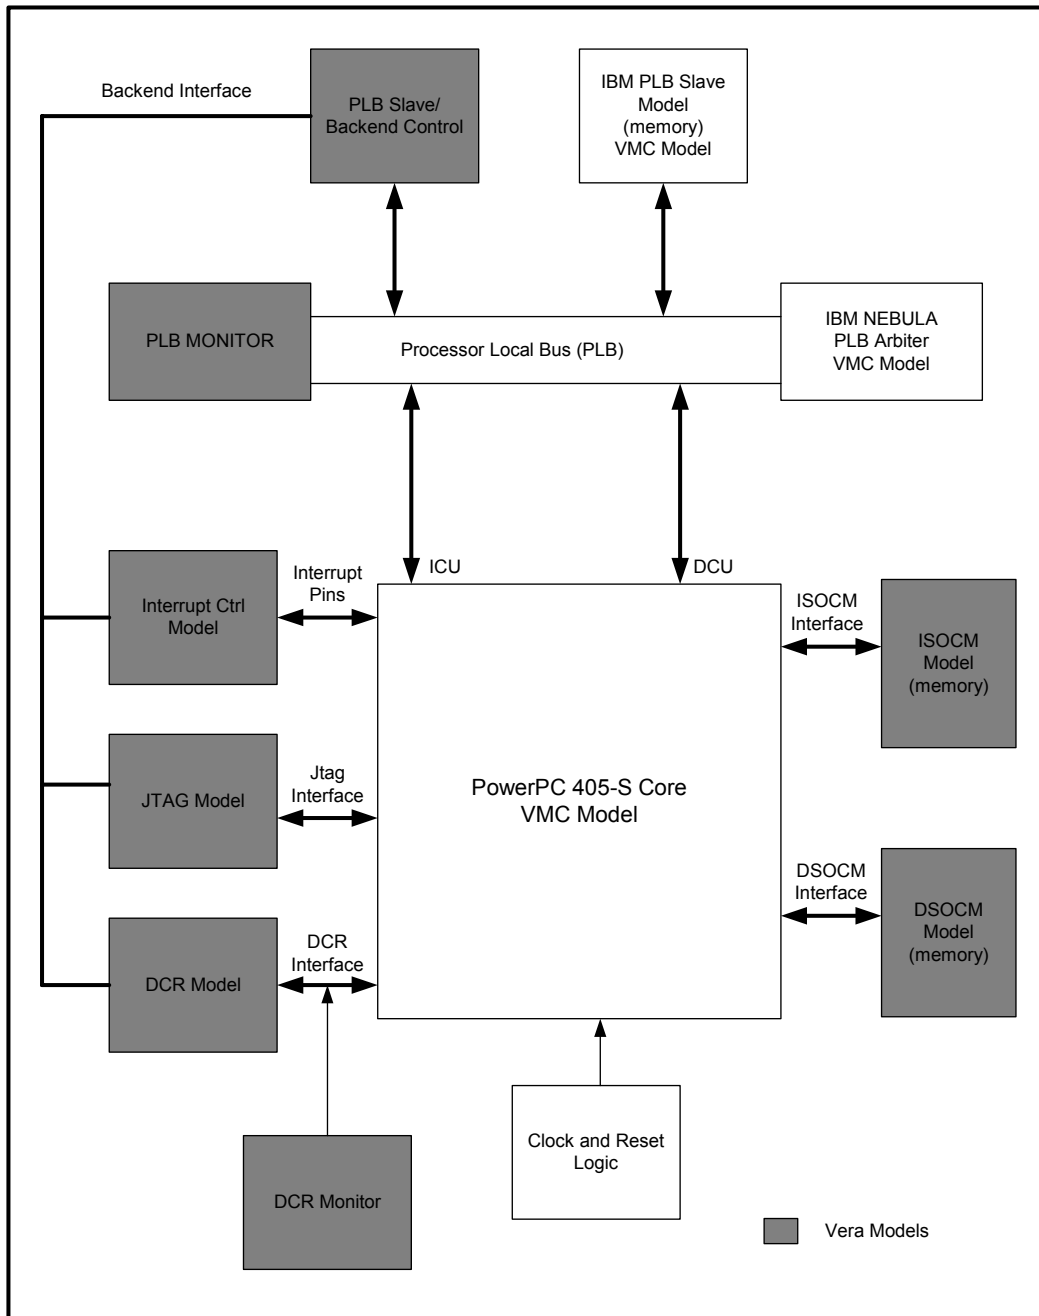 Backend Interface
PLB Slave/
Backend Control
IBM PLB Slave
Model
(memory)
VMC Model
PLB MONITOR
Processor Local Bus (PLB)
IBM NEBULA
PLB Arbiter
VMC Model
ICU
DCU
Interrupt Ctrl
Model
Interrupt
Pins
ISOCM
Interface
ISOCM
Model
(memory)
JTAG Model
Jtag
Interface
PowerPC 405-S Core
VMC Model
DSOCM
Interface
DSOCM
Model
(memory)
DCR Model
DCR
Interface
Clock and Reset
Logic
DCR Monitor
Vera Models